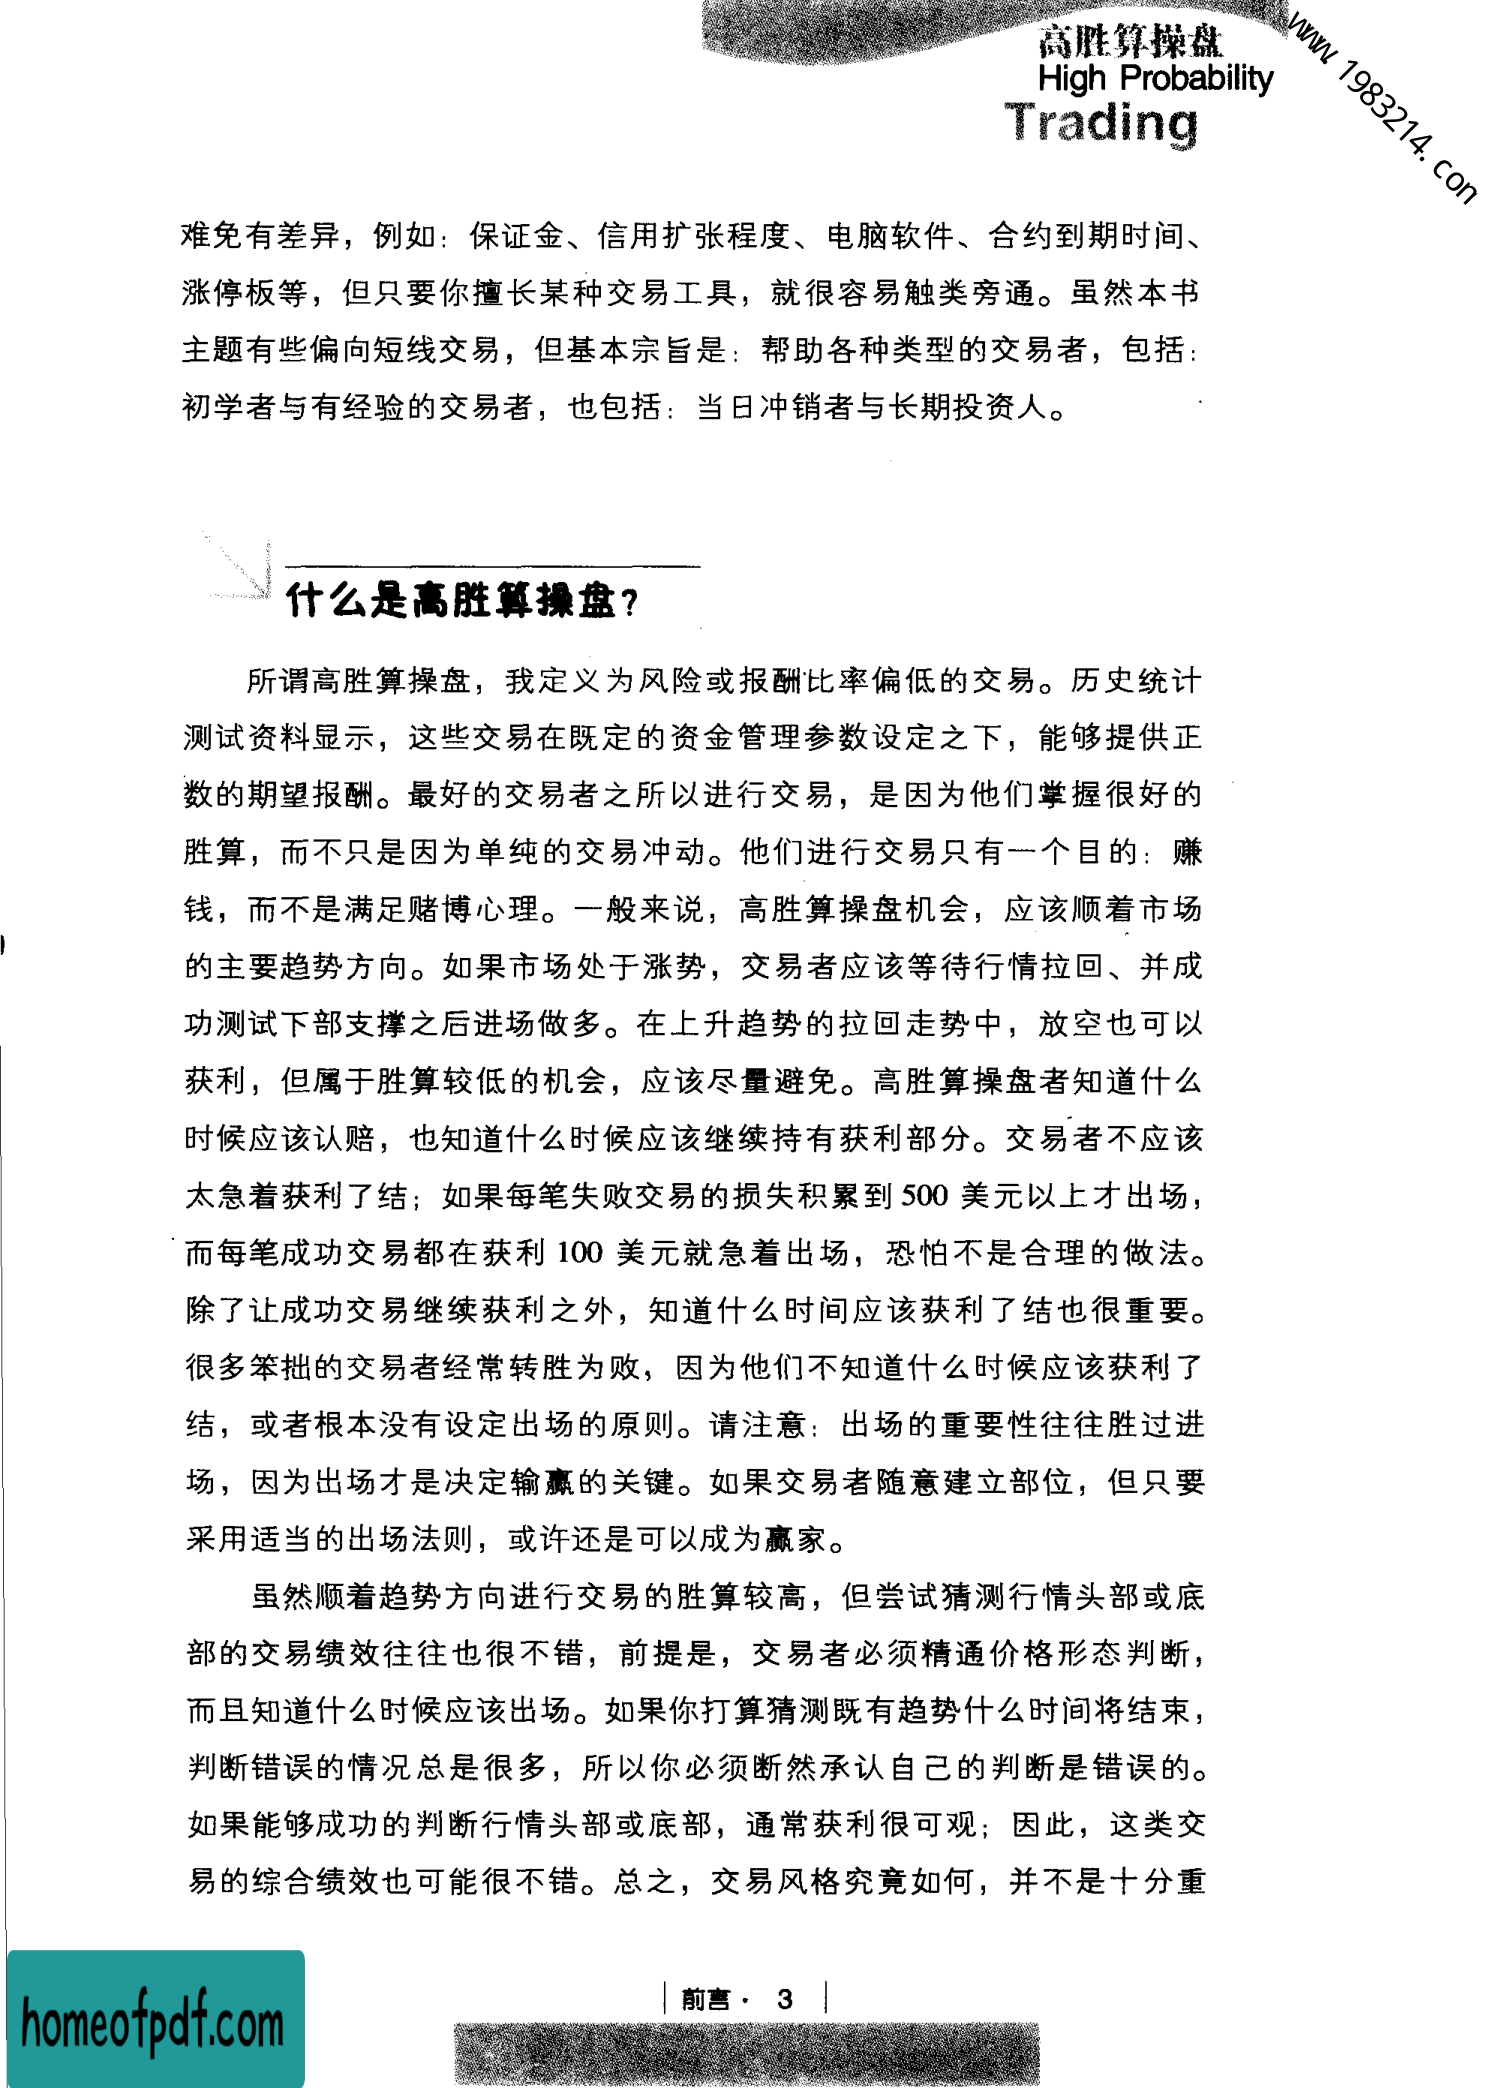 高胜算操盘
High Probability
Trading
www.1983214.con
难免有差异，例如：保证金、信用扩张程度、电脑软件、合约到期时间、
涨停板等，但只要你擅长某种交易工具，就很容易触类旁通。虽然本书
主题有些偏向短线交易，但基本宗旨是：帮助各种类型的交易者，包括：
初学者与有经验的交易者，也包括：当日冲销者与长期投资人。
什么是高胜算操盘？
所谓高胜算操盘，我定义为风险或报酬比率偏低的交易。历史统计
测试资料显示，这些交易在既定的资金管理参数设定之下，能够提供正
数的期望报酬。最好的交易者之所以进行交易，是因为他们掌握很好的
胜算，而不只是因为单纯的交易冲动。他们进行交易只有一个目的：赚
钱，而不是满足赌博心理。一般来说，高胜算操盘机会，应该顺着市场
的主要趋势方向。如果市场处于涨势，交易者应该等待行情拉回、并成
功测试下部支撑之后进场做多。在上升趋势的拉回走势中，放空也可以
获利，但属于胜算较低的机会，应该尽量避免。高胜算操盘者知道什么
时候应该认赔，也知道什么时候应该继续持有获利部分。交易者不应该
太急着获利了结；如果每笔失败交易的损失积累到 500 美元以上才出场，
而每笔成功交易都在获利 100 美元就急着出场，恐怕不是合理的做法。
除了让成功交易继续获利之外，知道什么时间应该获利了结也很重要。
很多笨拙的交易者经常转胜为败，因为他们不知道什么时候应该获利了
结，或者根本没有设定出场的原则。请注意：出场的重要性往往胜过进
场，因为出场才是决定输赢的关键。如果交易者随意建立部位，但只要
采用适当的出场法则，或许还是可以成为赢家。
虽然顺着趋势方向进行交易的胜算较高，但尝试猜测行情头部或底
部的交易绩效往往也很不错，前提是，交易者必须精通价格形态判断，
而且知道什么时候应该出场。如果你打算猜测既有趋势什么时间将结束，
判断错误的情况总是很多，所以你必须断然承认自己的判断是错误的。
如果能够成功的判断行情头部或底部，通常获利很可观；因此，这类交
易的综合绩效也可能很不错。总之，交易风格究竟如何，并不是十分重
前言· 3
homeofpdf.com